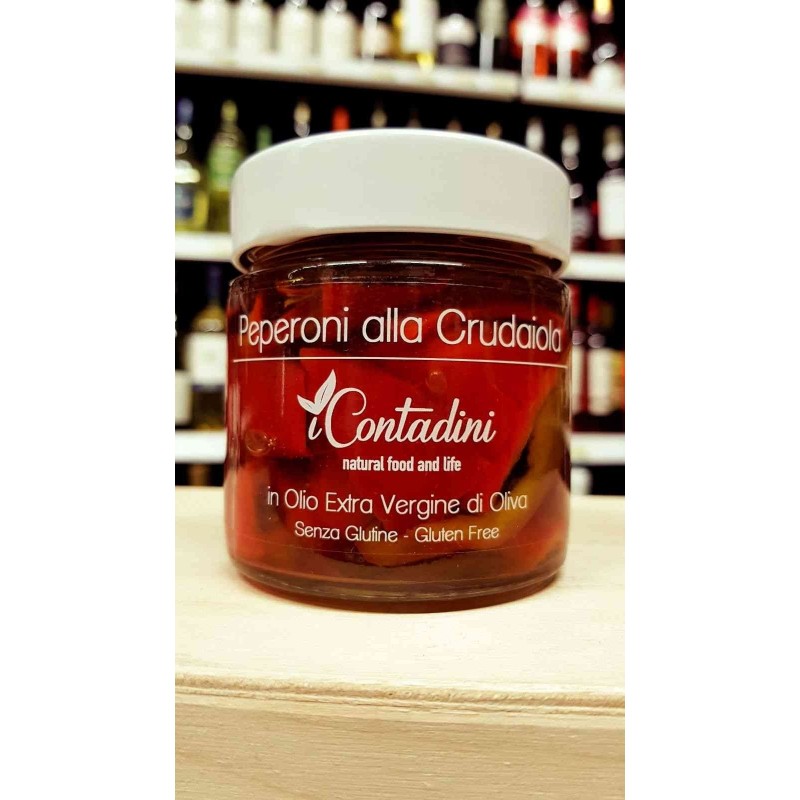 Peperoni alla Crudaiola
iContadini
natural food and life
in Olio Extra Vergine di Oliva
Senza Glutine - Gluten Free